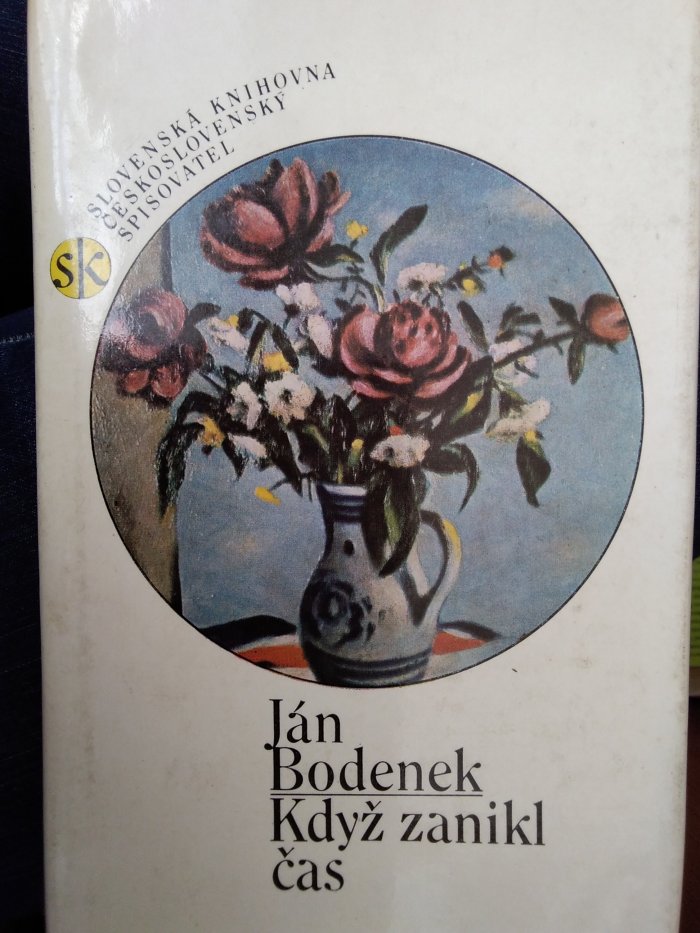 SLOVENSKÁ KNIHOVNA
ČESKOSLOVENSKÝ
SPISOVATEL
sk
Ján
Bodenek
Když zanikl
čas